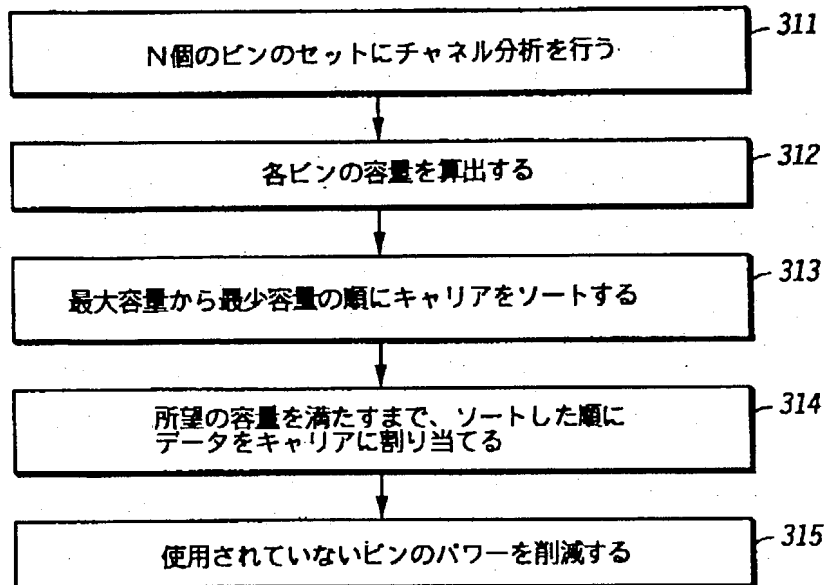 N個のビンのセットにチャネル分析を行う
311
各ビンの容量を算出する
312
最大容量から最少容量の順にキャリアをソートする
313
所望の容量を満たすまで、ソートした順に
データをキャリアに割り当てる
314
使用されていないビンのパワーを削減する
315